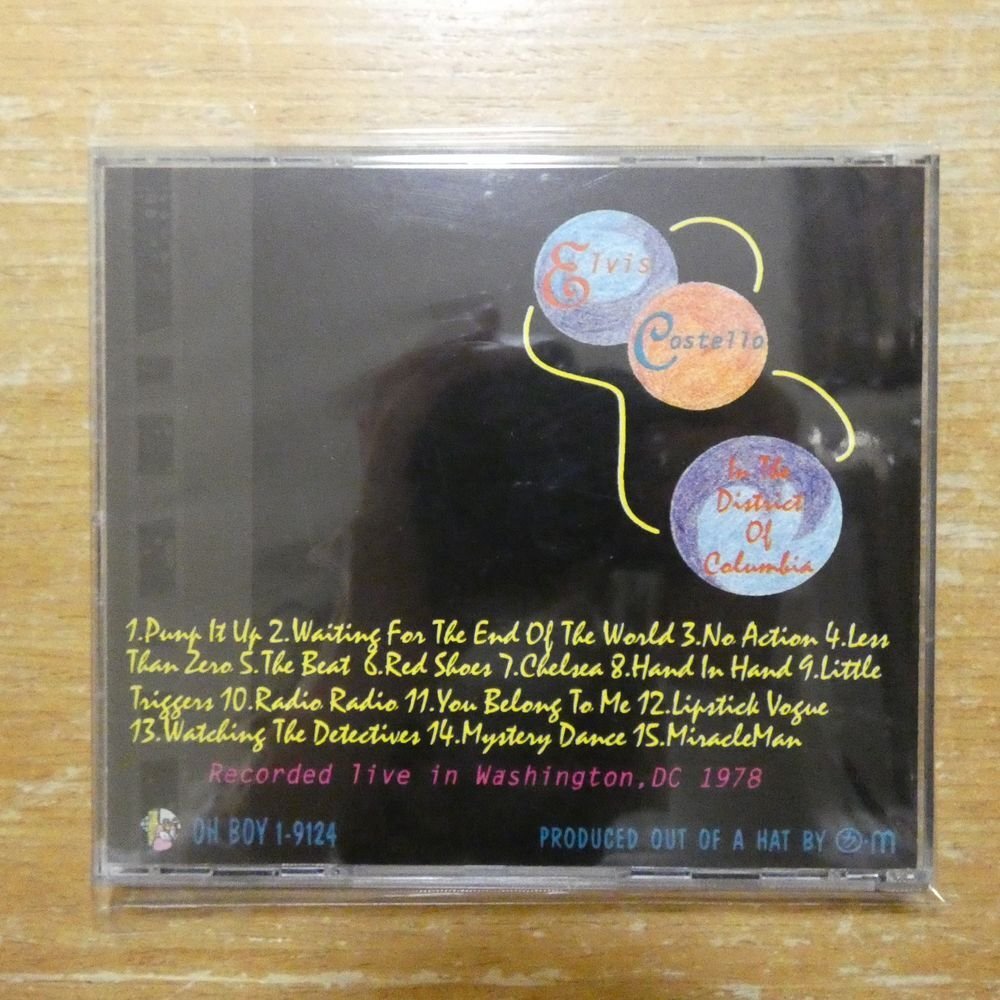 Elvis
Costello
In The
District
Of
Columbia
1.Pump It Up 2.Waiting For The End Of The World 3.No Action 4.Less
Than Zero 5.The Beat 6.Red Shoes 7.Chelsea 8.Hand In Hand 9.Little
Triggers 10.Radio Radio 11.You Belong To Me 12.Lipstick Vogue
13.Watching The Detectives 14.Mystery Dance 15.MiracleMan
Recorded live in Washington,DC 1978
OH BOY 1-9124
PRODUCED OUT OF A HAT BY